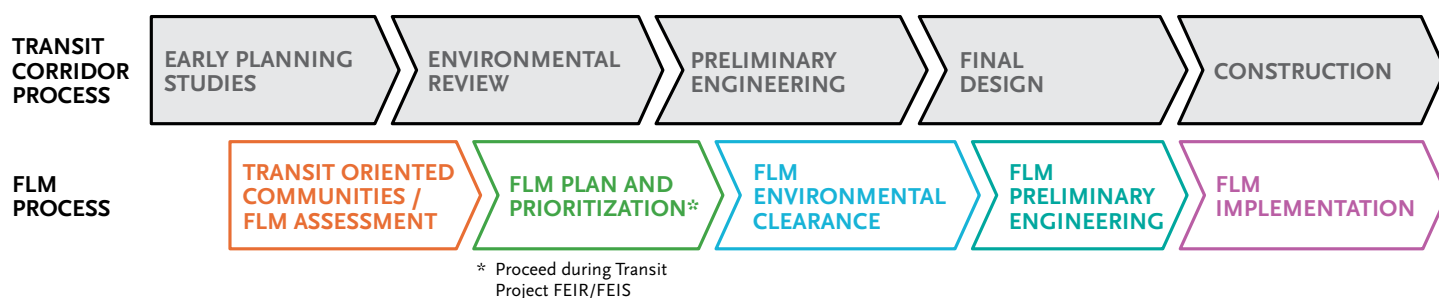 TRANSIT
CORRIDOR
PROCESS
EARLY PLANNING
STUDIES
ENVIRONMENTAL
REVIEW
PRELIMINARY
ENGINEERING
FINAL
DESIGN
CONSTRUCTION
FLM
PROCESS
TRANSIT ORIENTED
COMMUNITIES /
FLM ASSESSMENT
FLM PLAN AND
PRIORITIZATION*
FLM
ENVIRONMENTAL
CLEARANCE
FLM
PRELIMINARY
ENGINEERING
FLM
IMPLEMENTATION
* Proceed during Transit
Project FEIR/FEIS